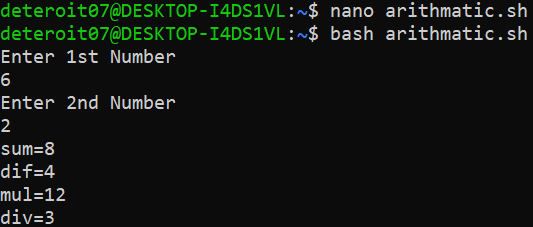 deteroit07@DESKTOP-I4DS1VL:~$ nano arithmatic.sh
deteroit07@DESKTOP-I4DS1VL:~$ bash arithmatic.sh
Enter 1st Number
6
Enter 2nd Number
2
sum=8
dif=4
mul=12
div=3